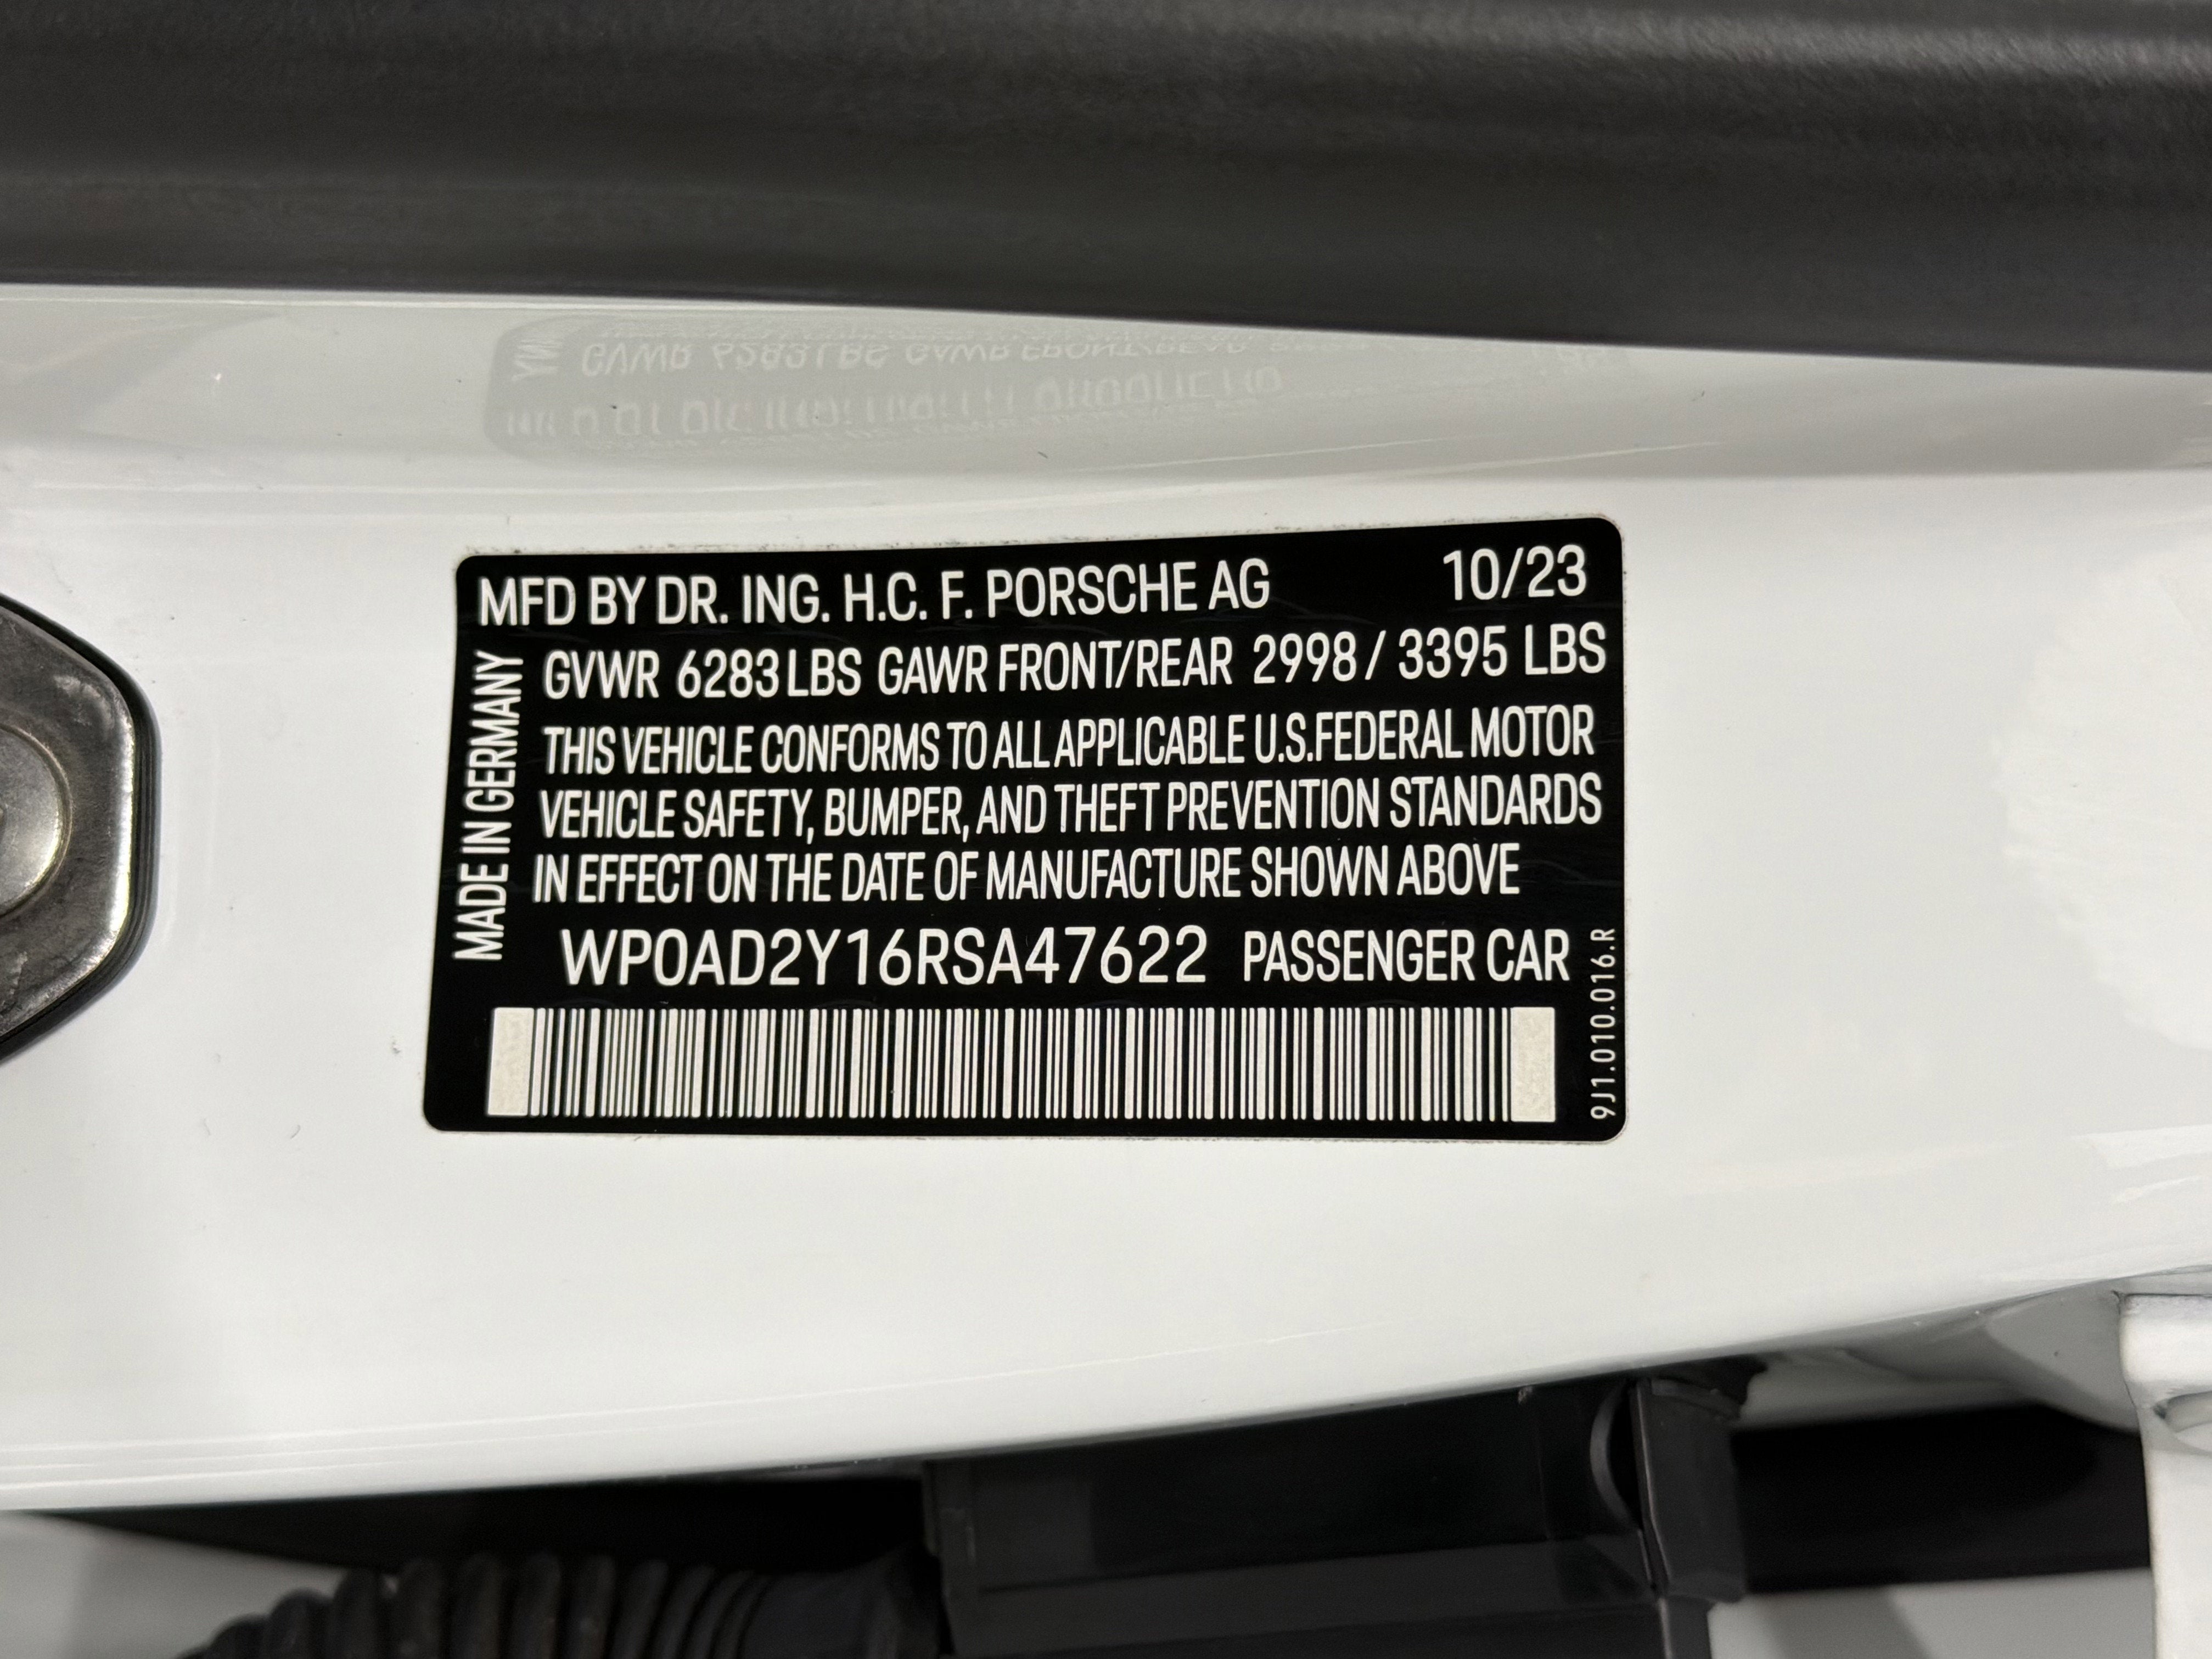 MFD BY DR. ING. H.C. F. PORSCHE AG 10/23
GVWR 6283 LBS GAWR FRONT/REAR 2998 / 3395 LBS
THIS VEHICLE CONFORMS TO ALL APPLICABLE U.S.FEDERAL MOTOR
VEHICLE SAFETY, BUMPER, AND THEFT PREVENTION STANDARDS
IN EFFECT ON THE DATE OF MANUFACTURE SHOWN ABOVE
WP0AD2Y16RSA47622 PASSENGER CAR
MADE IN GERMANY
9J1.010.016.R